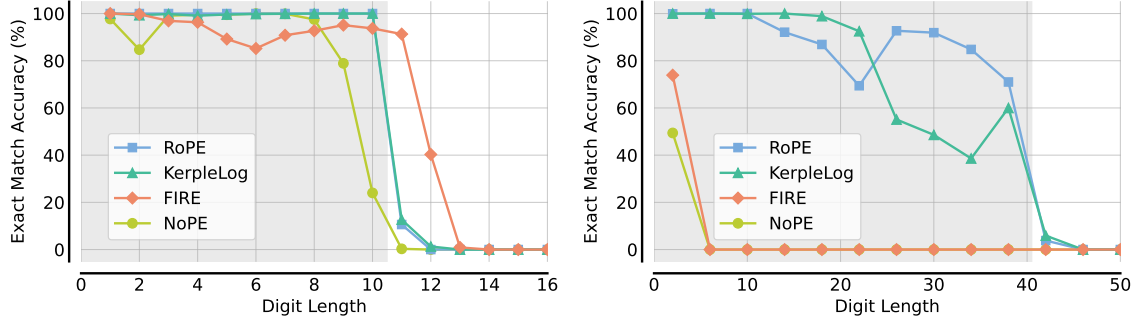 Exact Match Accuracy (%)
100
80
60
40
20
0
RoPE
KerpleLog
FIRE
NoPE
0 2 4 6 8 10 12 14 16
Digit Length
Exact Match Accuracy (%)
100
80
60
40
20
0
RoPE
KerpleLog
FIRE
NoPE
0 10 20 30 40 50
Digit Length